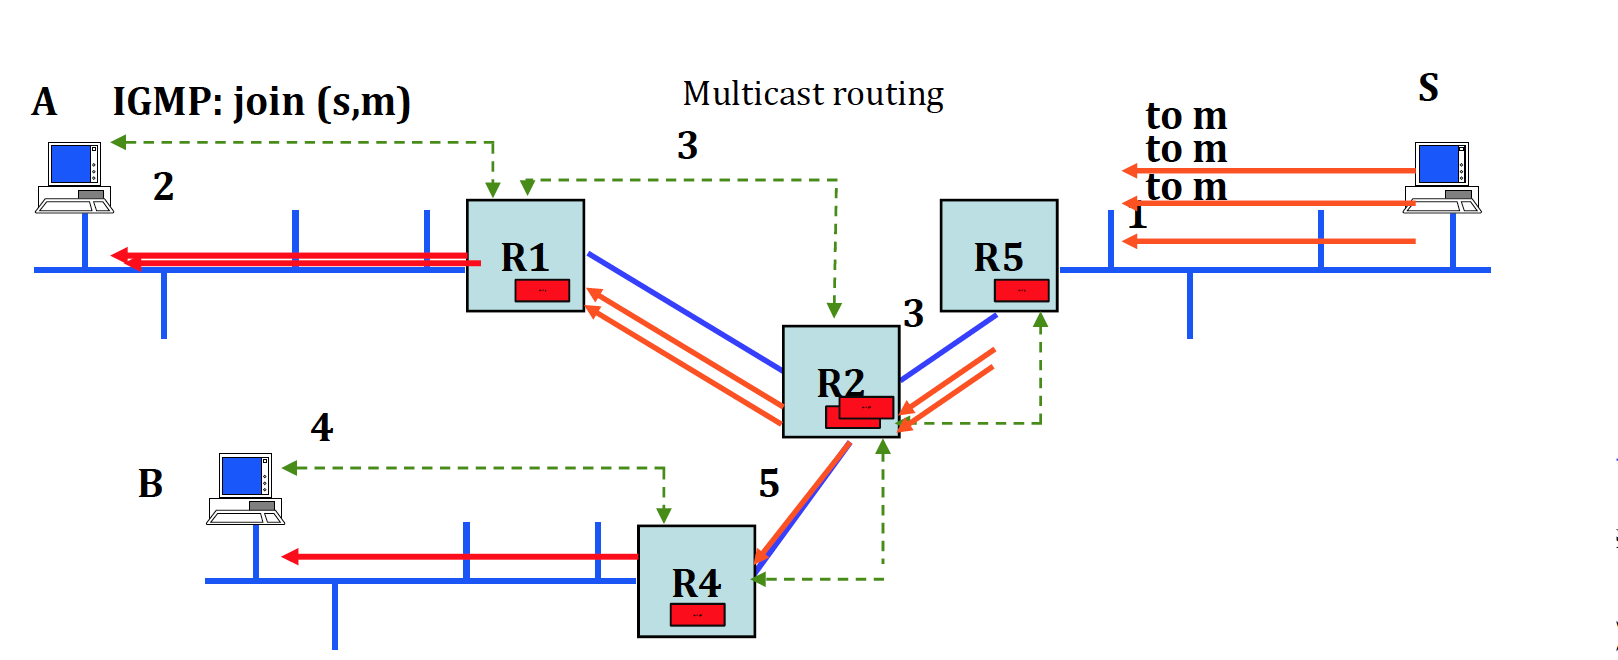 Multicast routing
A
IGMP: join (s,m)
S
to m
to m
to m
1
2
3
R1
R5
3
R2
4
B
5
R4